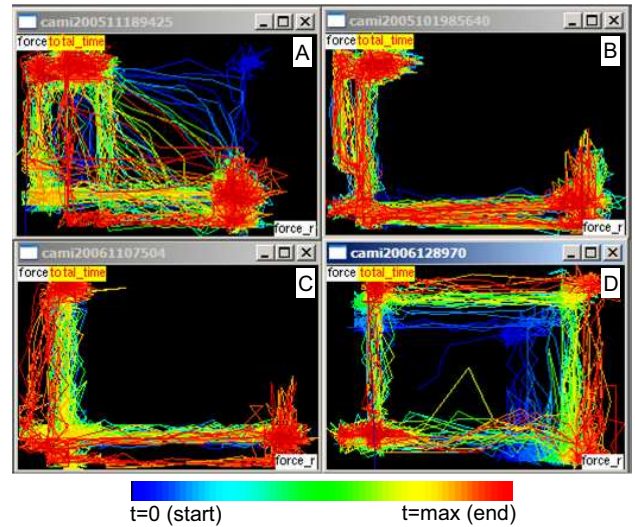 cami200511189425
force total_time
A
force_r
cami2005101985640
force total_time
B
force_r
cami20061107504
force total_time
C
force_r
cami2006128970
force total_time
D
force_r
t=0 (start)
t=max (end)